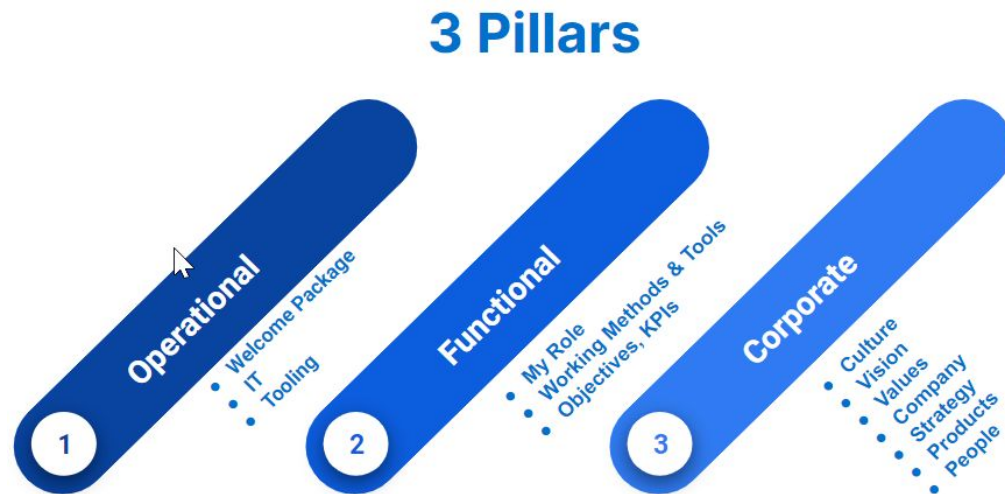 3 Pillars
Operational
• Welcome Package
• IT
• Tooling
1
Functional
• My Role
• Working Methods & Tools
• Objectives, KPIs
2
Corporate
• Culture
• Vision
• Values
• Company
• Strategy
• Products
• People
3